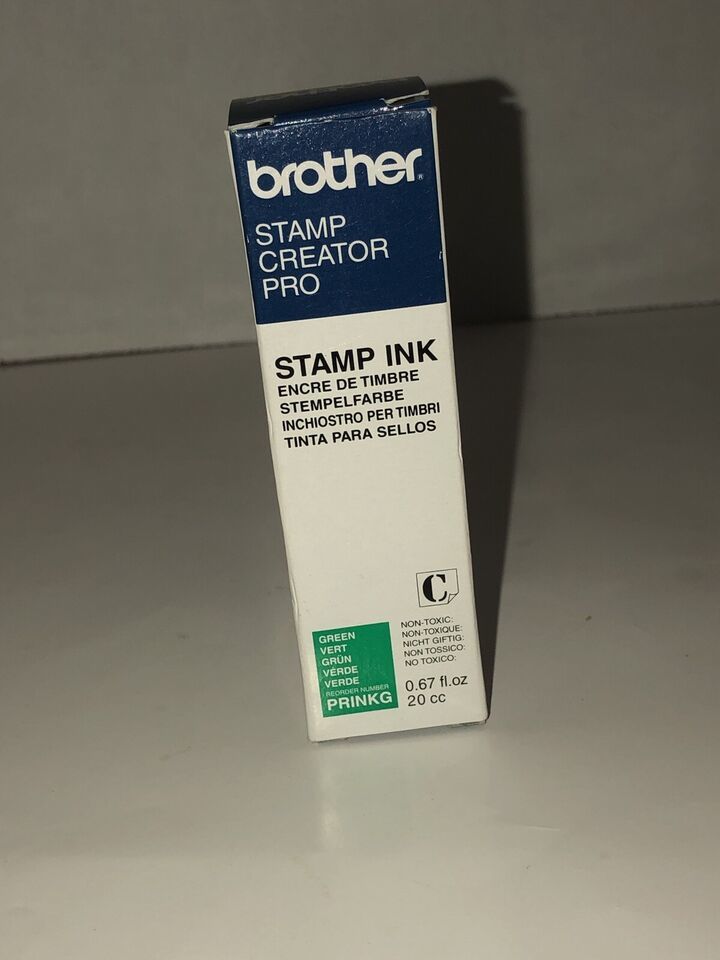 brother
STAMP
CREATOR
PRO
STAMP INK
ENCRE DE TIMBRE
STEMPELFARBE
INCHIOSTRO PER TIMBRI
TINTA PARA SELLOS
C
GREEN
VERT
GRÜN
VÉRDE
VERDE
REORDER NUMBER
PRINKG
NON-TOXIC:
NON-TOXIQUE:
NICHT GIFTIG:
NON TOSSICO:
NO TOXICO:
0.67 fl.oz
20 cc